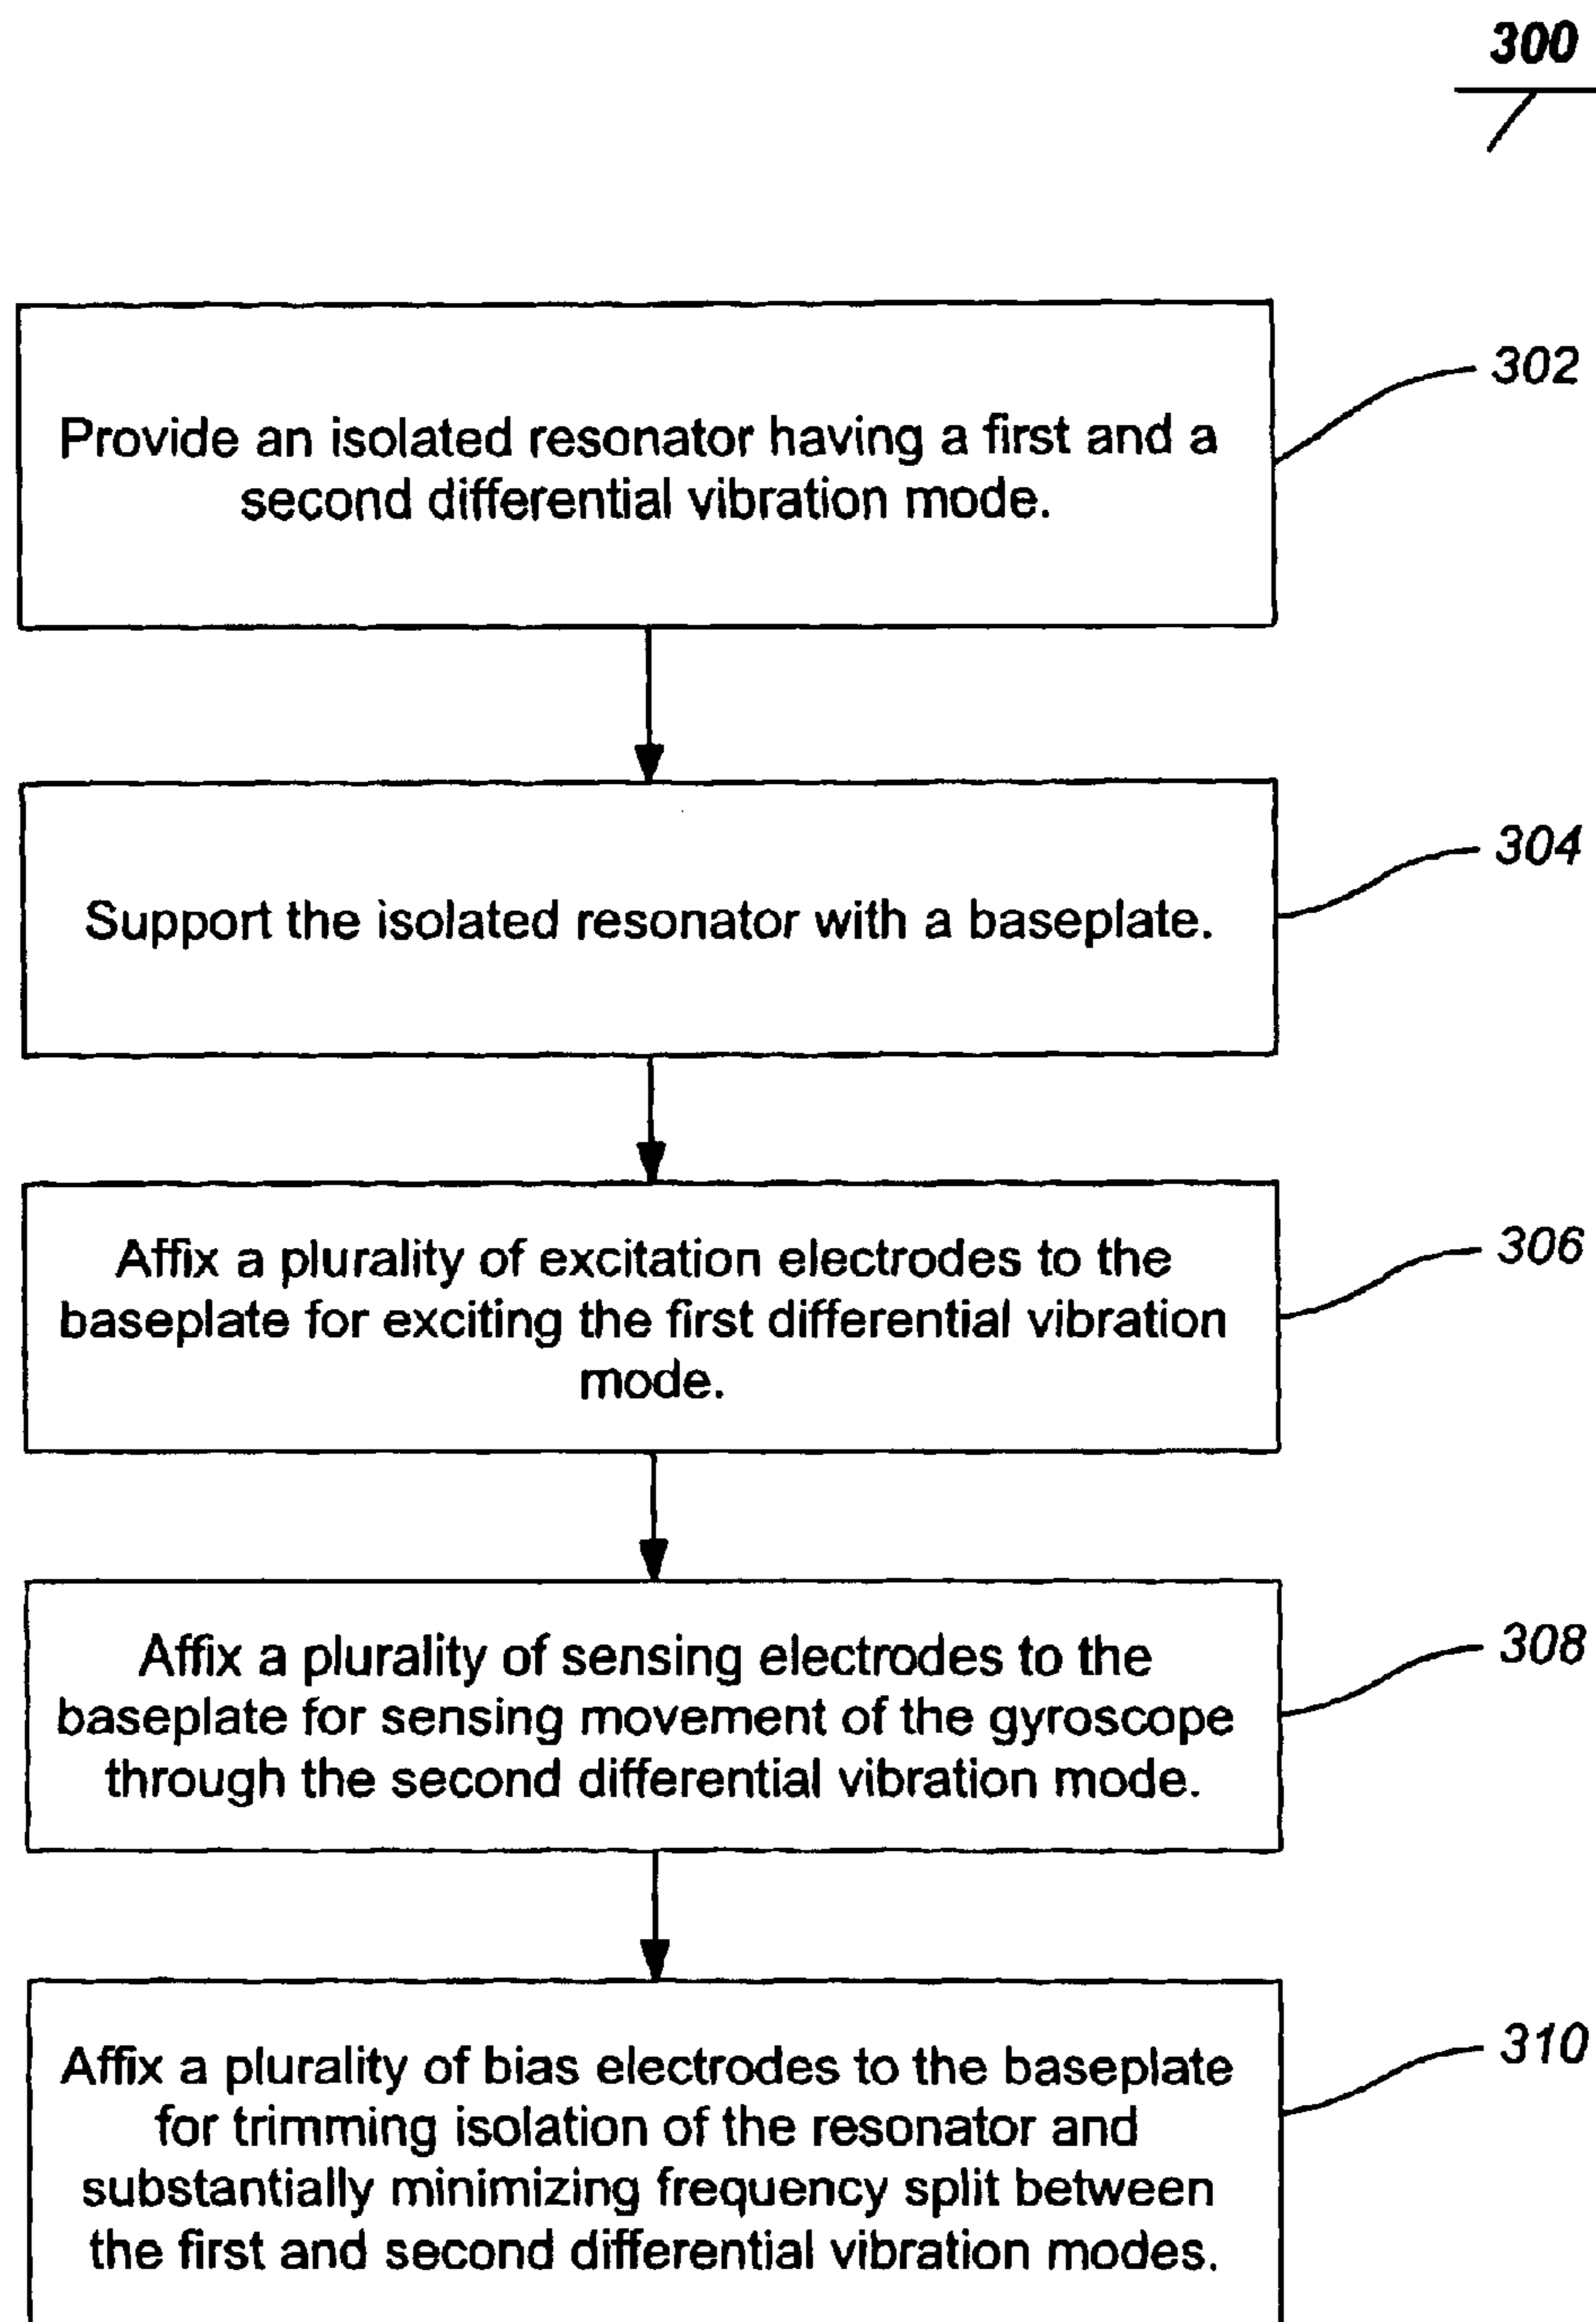 300
302
Provide an isolated resonator having a first and a
second differential vibration mode.
304
Support the isolated resonator with a baseplate.
306
Affix a plurality of excitation electrodes to the
baseplate for exciting the first differential vibration
mode.
308
Affix a plurality of sensing electrodes to the
baseplate for sensing movement of the gyroscope
through the second differential vibration mode.
310
Affix a plurality of bias electrodes to the baseplate
for trimming isolation of the resonator and
substantially minimizing frequency split between
the first and second differential vibration modes.